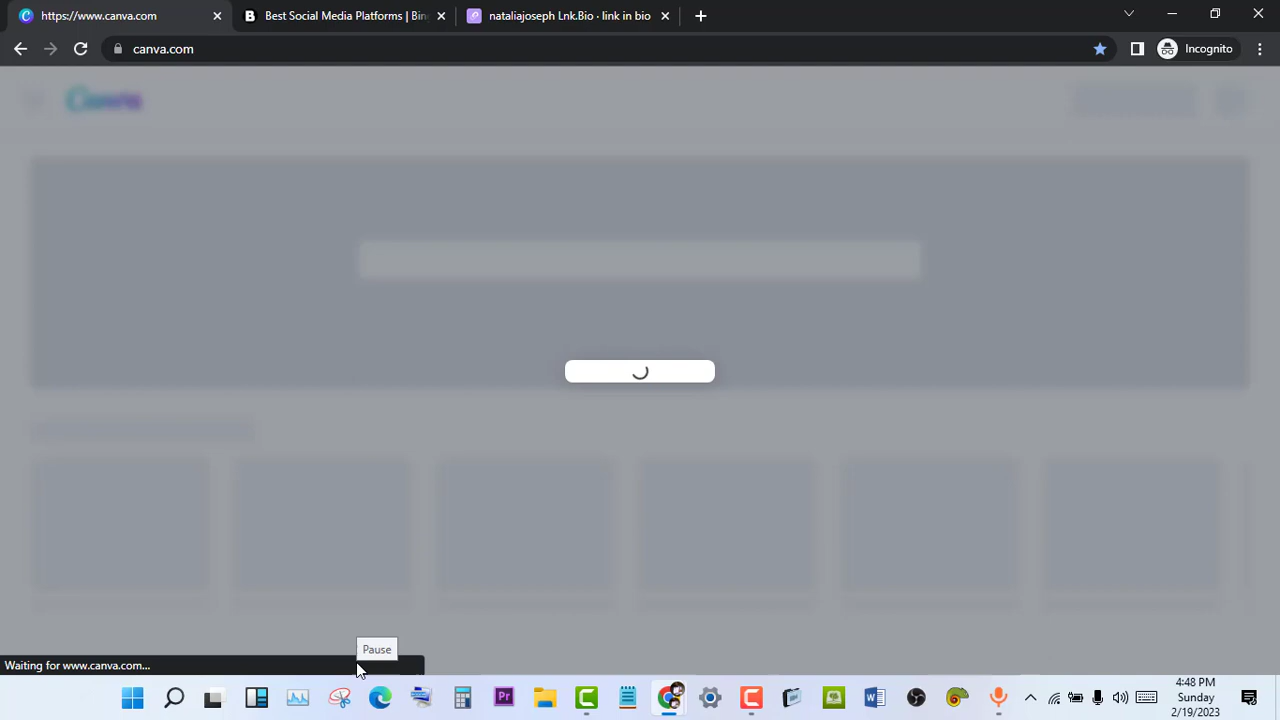 https://www.canva.com
Best Social Media Platforms | Bin
nataliajoseph Lnk.Bio · link in bio
canva.com
Incognito
Canva
Pause
Waiting for www.canva.com...
4:48 PM
Sunday
2/19/2023